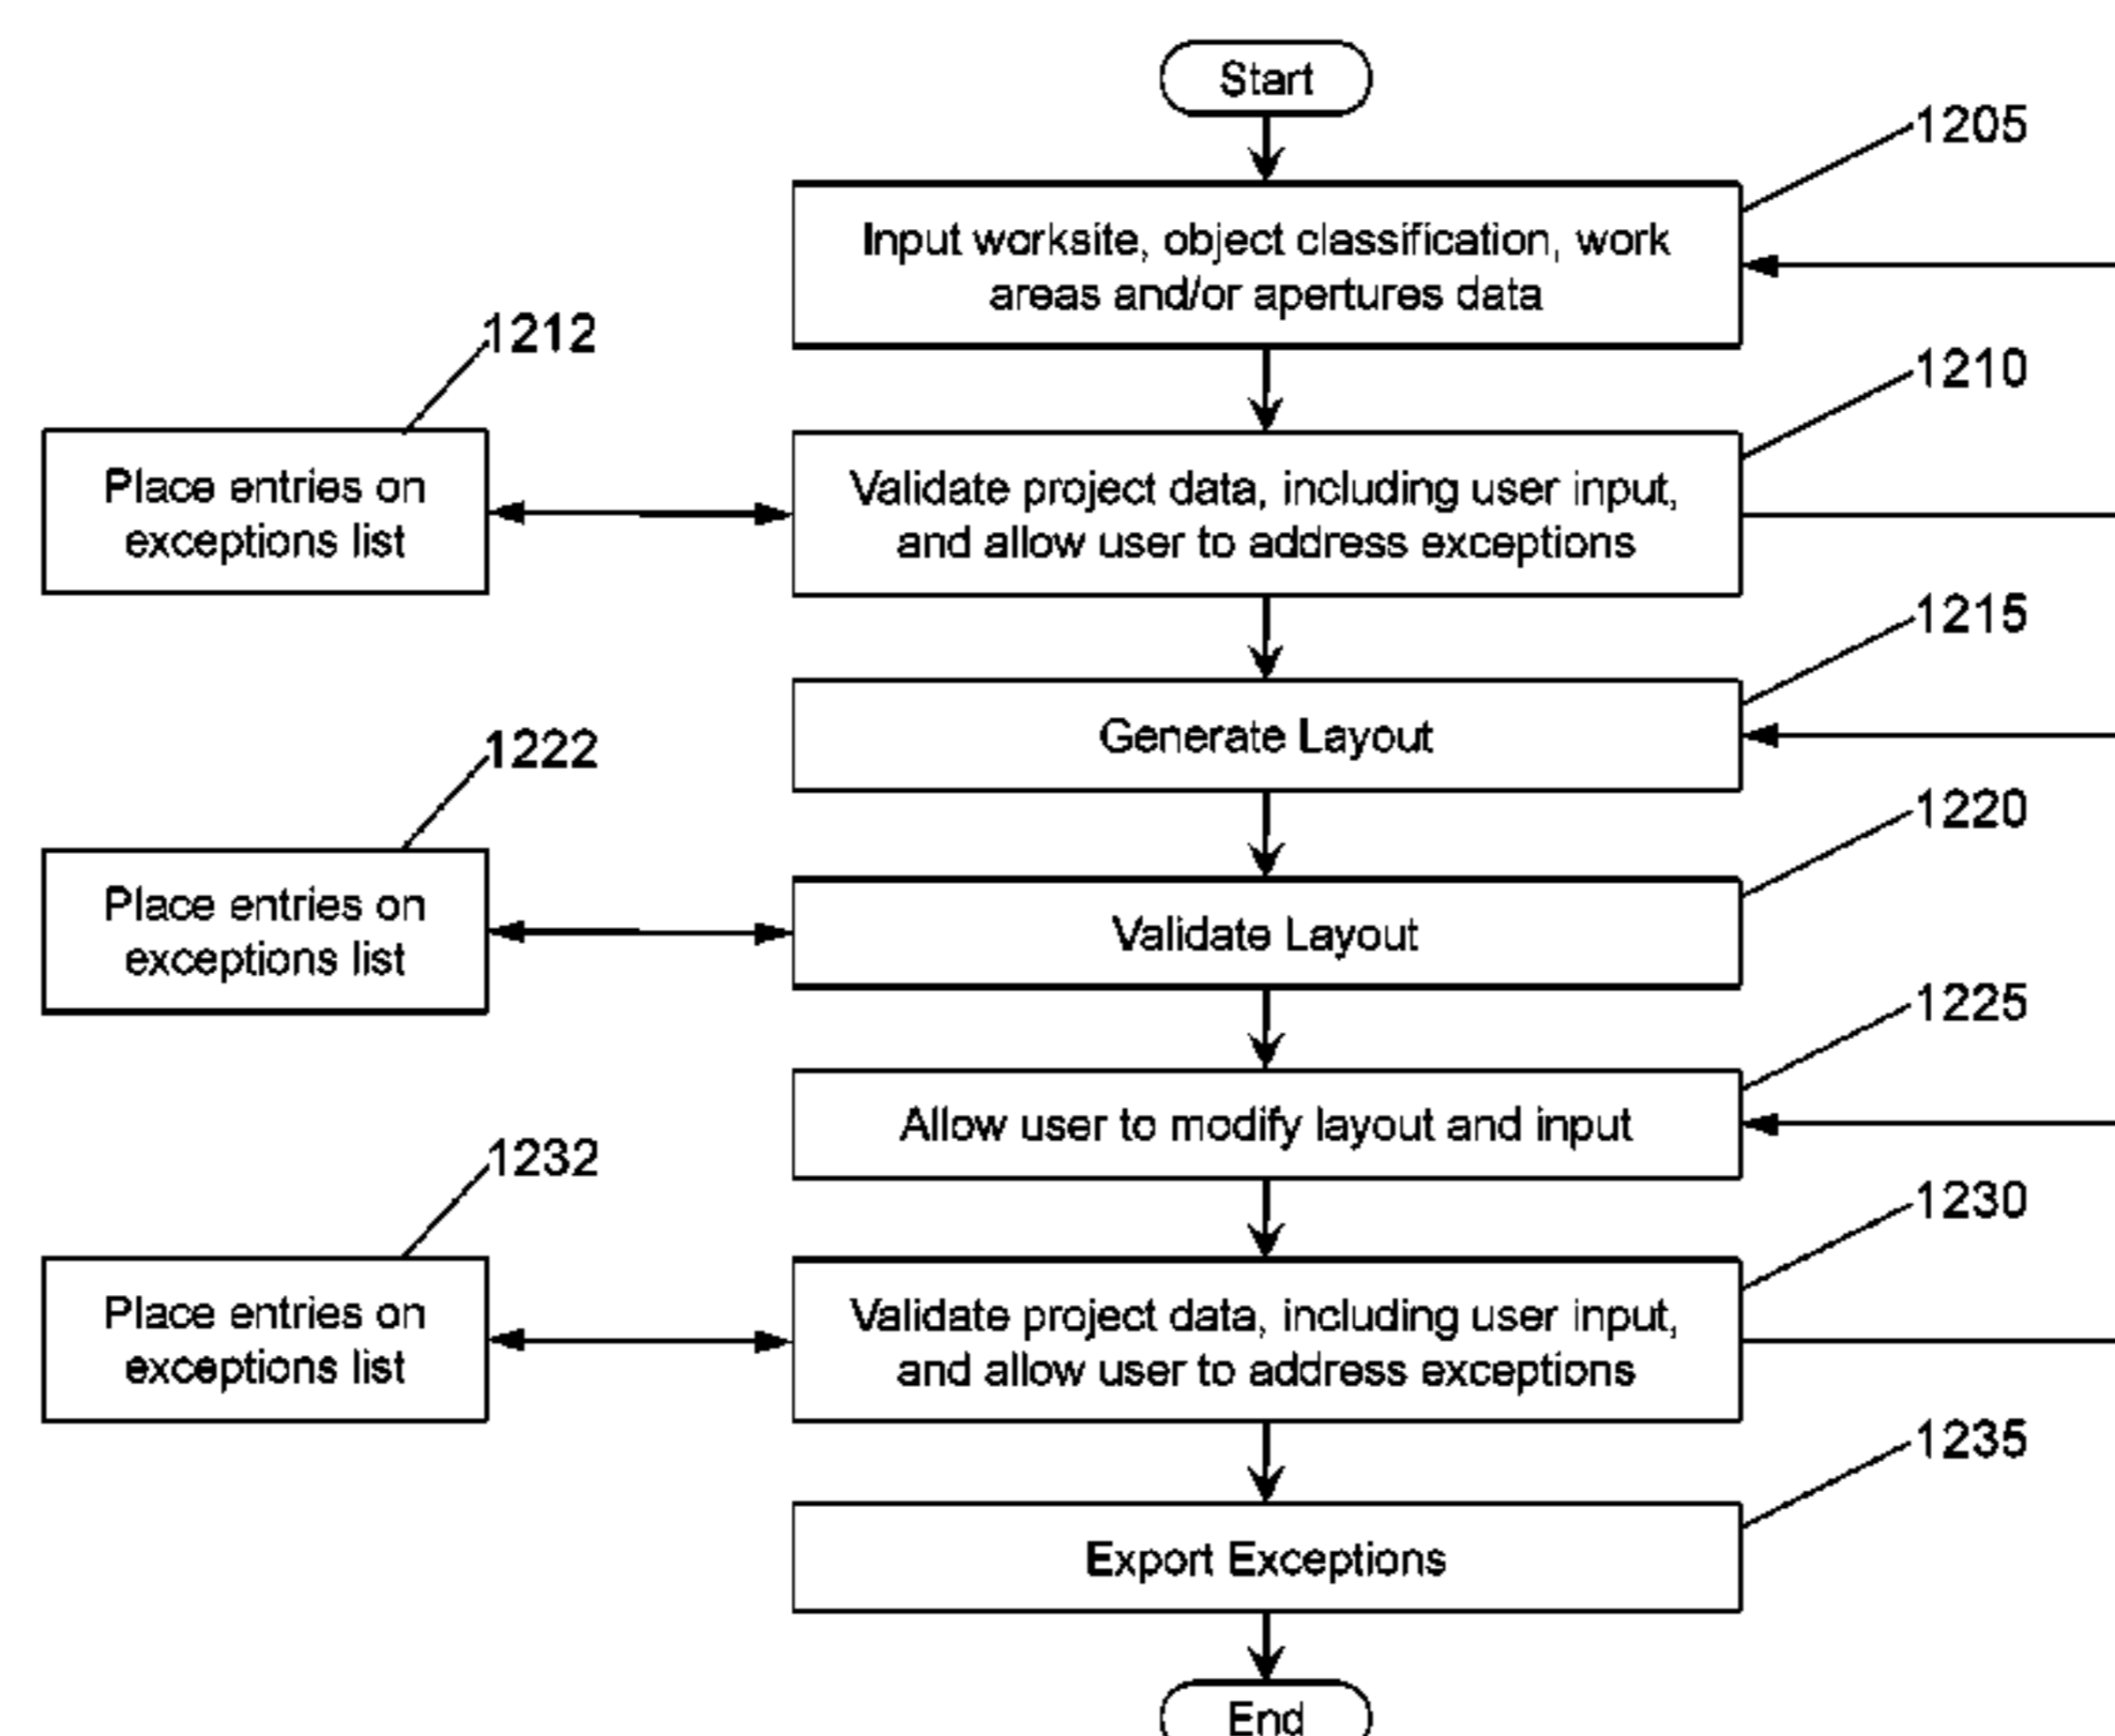 Start
1205
Input worksite, object classification, work
areas and/or apertures data
1212
1210
Place entries on
exceptions list
Validate project data, including user input,
and allow user to address exceptions
1215
Generate Layout
1222
1220
Place entries on
exceptions list
Validate Layout
1225
Allow user to modify layout and input
1232
1230
Place entries on
exceptions list
Validate project data, including user input,
and allow user to address exceptions
1235
Export Exceptions
End